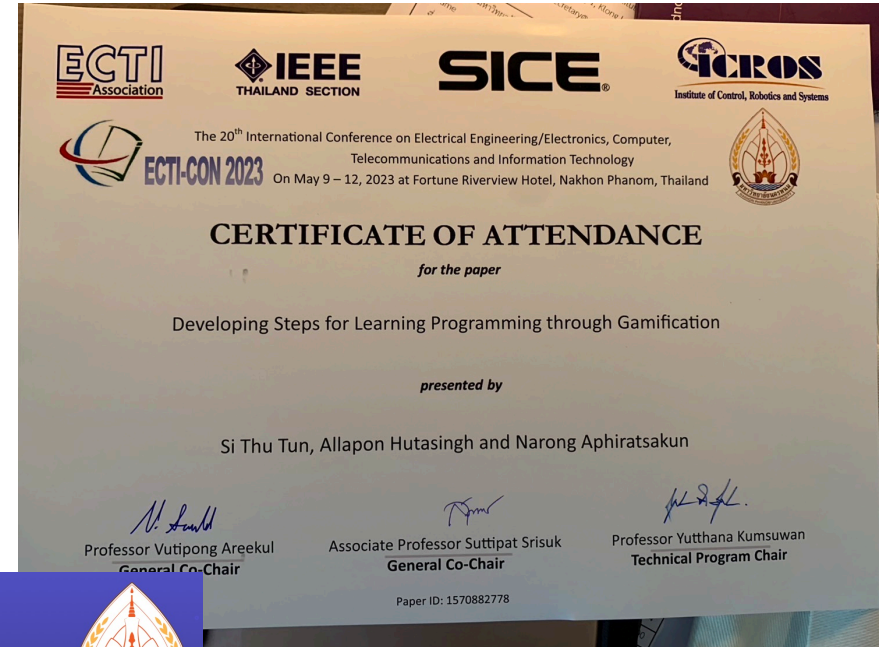 ECTI
Association
IEEE
THAILAND SECTION
SICE®
ICROS
Institute of Control, Robotics and Systems
The 20th International Conference on Electrical Engineering/Electronics, Computer,
Telecommunications and Information Technology
ECTI-CON 2023
On May 9 – 12, 2023 at Fortune Riverview Hotel, Nakhon Phanom, Thailand
CERTIFICATE OF ATTENDANCE
for the paper
Developing Steps for Learning Programming through Gamification
presented by
Si Thu Tun, Allapon Hutasingh and Narong Aphiratsakun
Professor Vutipong Areekul
General Co-Chair
Associate Professor Suttipat Srisuk
General Co-Chair
Professor Yutthana Kumsuwan
Technical Program Chair
Paper ID: 1570882778